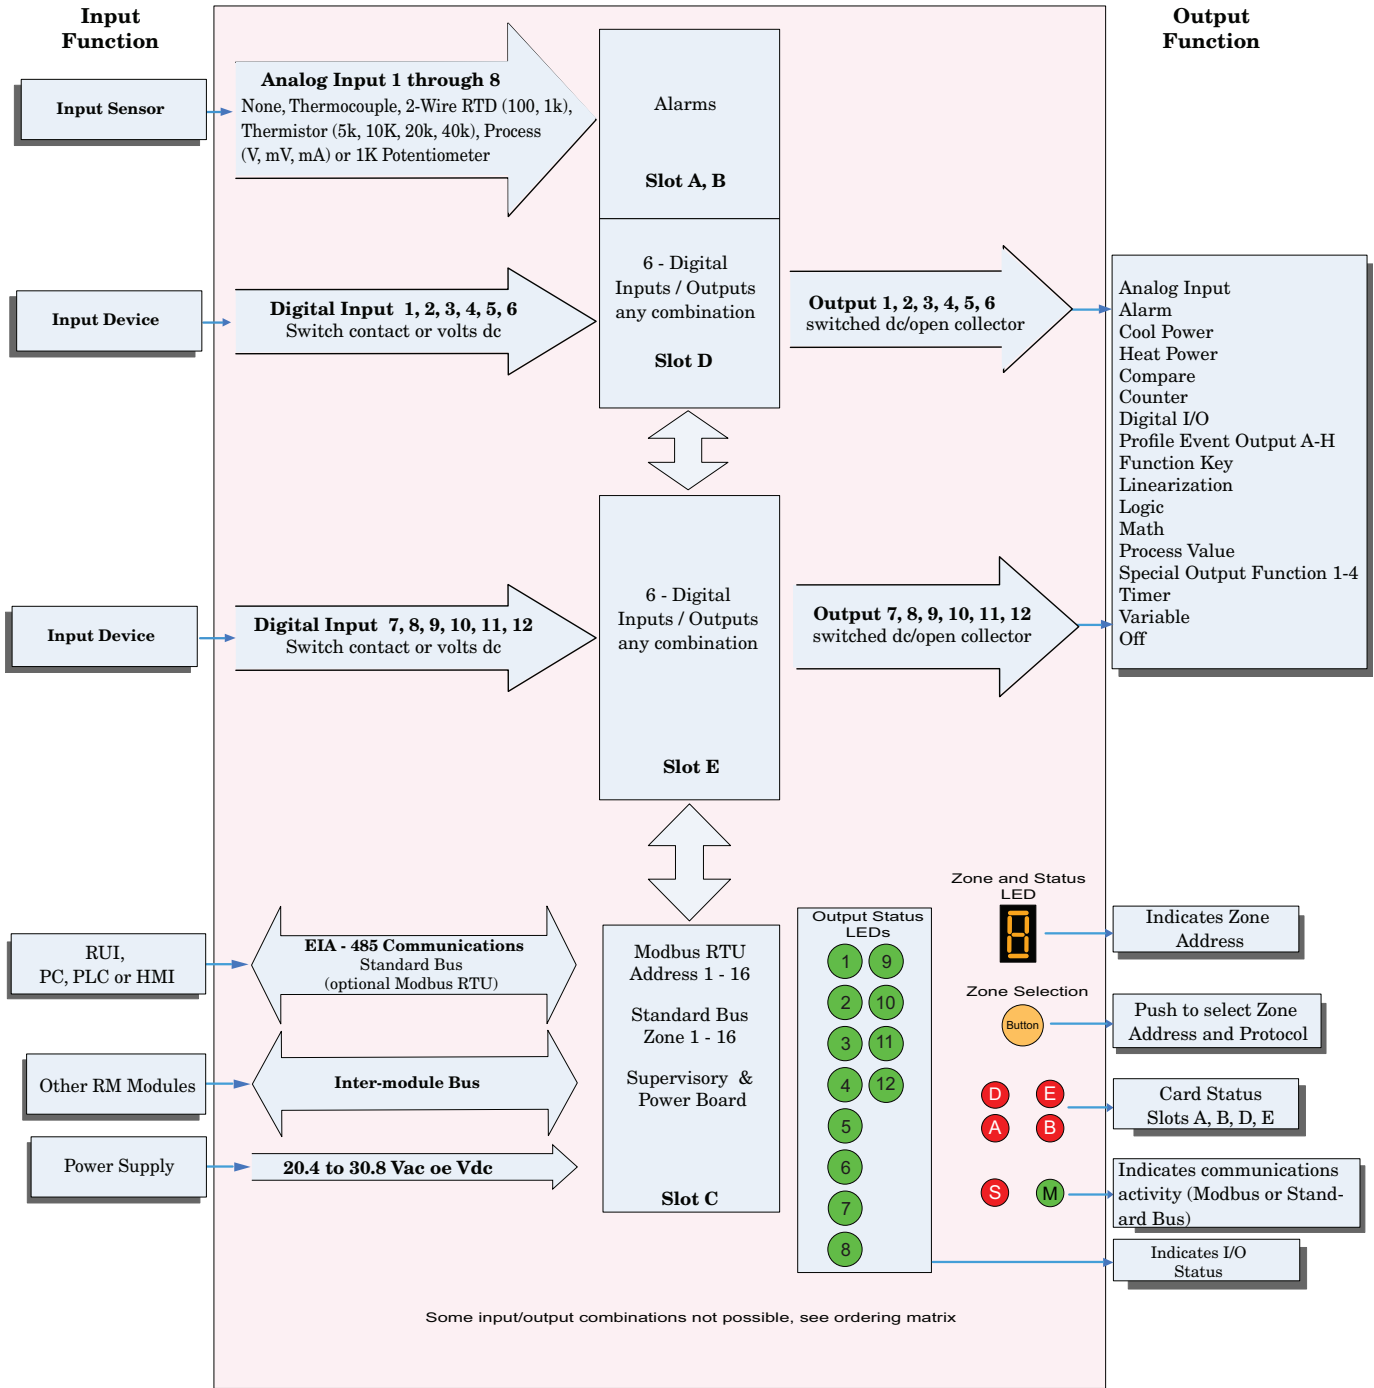 Input
Function
Output
Function
Input Sensor
Analog Input 1 through 8
None, Thermocouple, 2-Wire RTD (100, 1k),
Thermistor (5k, 10K, 20k, 40k), Process
(V, mV, mA) or 1K Potentiometer
Alarms
Slot A, B
Input Device
Digital Input 1, 2, 3, 4, 5, 6
Switch contact or volts dc
6 - Digital
Inputs / Outputs
any combination
Slot D
Output 1, 2, 3, 4, 5, 6
switched dc/open collector
Analog Input
Alarm
Cool Power
Heat Power
Compare
Counter
Digital I/O
Profile Event Output A-H
Function Key
Linearization
Logic
Math
Process Value
Special Output Function 1-4
Timer
Variable
Off
Input Device
Digital Input 7, 8, 9, 10, 11, 12
Switch contact or volts dc
6 - Digital
Inputs / Outputs
any combination
Slot E
Output 7, 8, 9, 10, 11, 12
switched dc/open collector
RUI,
PC, PLC or HMI
EIA - 485 Communications
Standard Bus
(optional Modbus RTU)
Other RM Modules
Inter-module Bus
Power Supply
20.4 to 30.8 Vac oe Vdc
Modbus RTU
Address 1 - 16
Standard Bus
Zone 1 - 16
Supervisory &
Power Board
Slot C
Output Status
LEDs
1 9
2 10
3 11
4 12
5
6
7
8
Zone and Status
LED
8
Indicates Zone
Address
Zone Selection
Button
Push to select Zone
Address and Protocol
D E
A B
Card Status
Slots A, B, D, E
S M
Indicates communications
activity (Modbus or Stand-
ard Bus)
Indicates I/O
Status
Some input/output combinations not possible, see ordering matrix